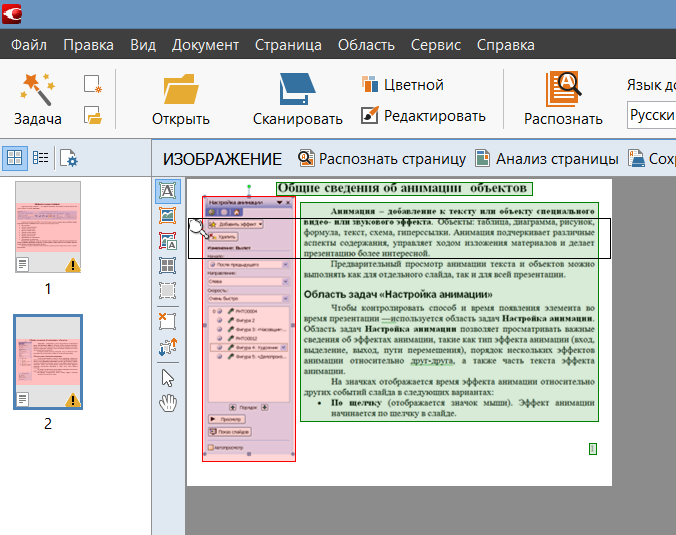 Файл Правка Вид Документ Страница Область Сервис Справка
Задача
Открыть
Сканировать
Цветной
Редактировать
Распознать
Язык до
Русски
ИЗОБРАЖЕНИЕ Распознать страницу Анализ страницы Сох
1
2
Общие сведения об анимации объектов
Настройка анимации
Добавить эффект
Удалить
Изменение: Вылет
Начало:
После предыдущего
Направление:
Слева
Скорость:
Очень быстро
0 РНТО0004
Фигура 2
Фигура 3: «Насовщин-...
РНТО0012
Фигура 4: Художник
Порядок
Просмотр
Показ слайдов
Автопросмотр
Анимация – добавление к тексту или объекту специального
видео- или звукового эффекта. Объекты: таблица, диаграмма, рисунок,
формула, текст, схема, гиперссылки. Анимация подчеркивает различные
аспекты содержания, управляет ходом изложения материалов и делает
презентацию более интересной.
Предварительный просмотр анимации текста и объектов можно
выполнять как для отдельного слайда, так и для всей презентации.
Область задач «Настройка анимации»
Чтобы контролировать способ и время появления элемента во
время презентации —используется область задач Настройка анимации.
Область задач Настройка анимации позволяет просматривать важные
сведения об эффектах анимации, такие как тип эффекта анимации (вход,
выделение, выход, пути перемещения), порядок нескольких эффектов
анимации относительно друг-друга, а также часть текста эффекта
анимации.
На значках отображается время эффекта анимации относительно
других событий слайда в следующих вариантах:
• По щелчку (отображается значок мыши). Эффект анимации
начинается по щелчку в слайде.
1